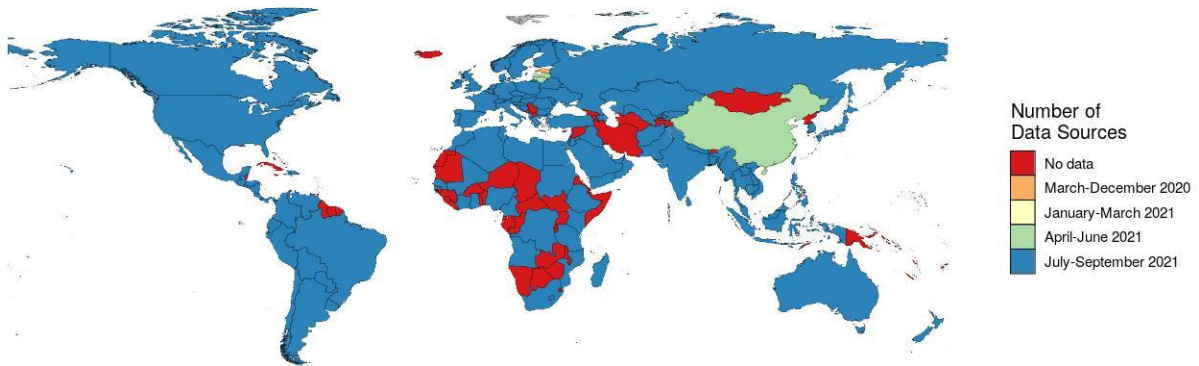 Number of
Data Sources
No data
March-December 2020
January-March 2021
April-June 2021
July-September 2021